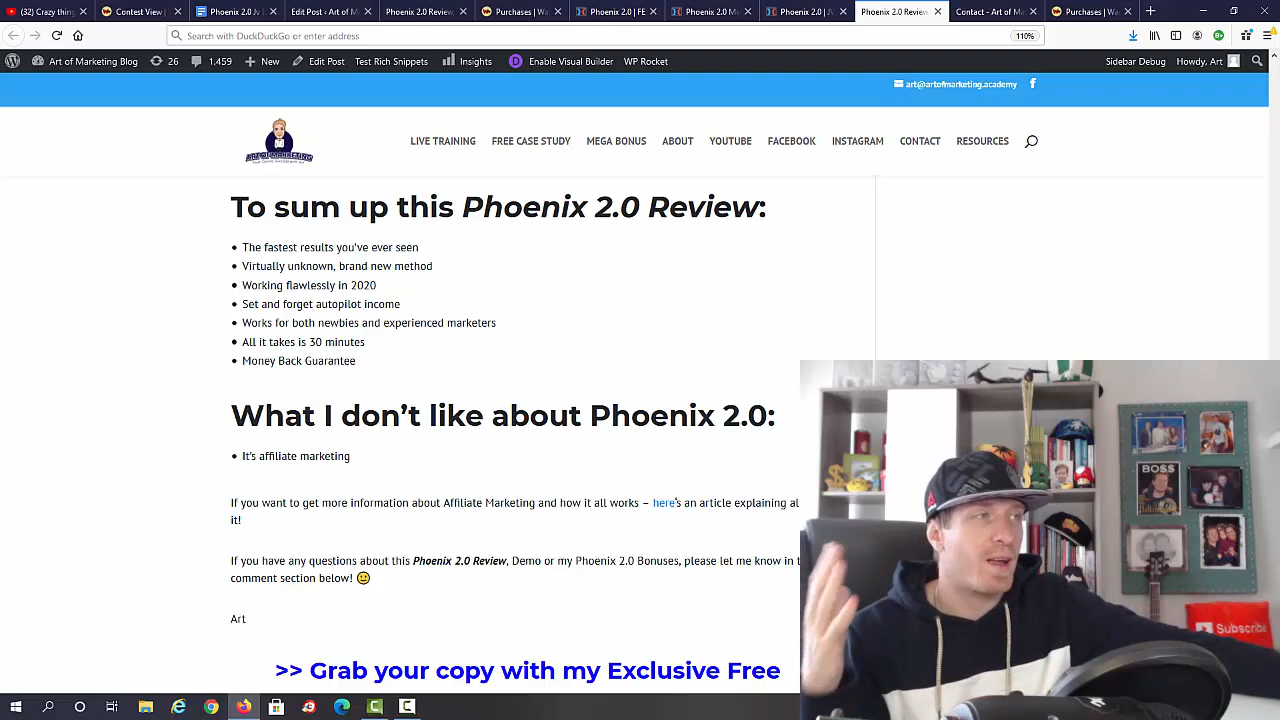 (32) Crazy thing
Contest View |
Phoenix 2.0 Jv
Edit Post ‹ Art of M
Phoenix 2.0 Review,
Purchases | Wa
Phoenix 2.0 | FE
Phoenix 2.0 M
Phoenix 2.0 | JV
Phoenix 2.0 Review
Contact - Art of Ma
Purchases | Wa
Search with DuckDuckGo or enter address
110%
Art of Marketing Blog
26
1,459
New
Edit Post
Test Rich Snippets
Insights
Enable Visual Builder
WP Rocket
Sidebar Debug
Howdy, Art
art@artofmarketing.academy
ARTOFMARKETING
LIVE TRAINING
FREE CASE STUDY
MEGA BONUS
ABOUT
YOUTUBE
FACEBOOK
INSTAGRAM
CONTACT
RESOURCES
To sum up this Phoenix 2.0 Review:
The fastest results you've ever seen
Virtually unknown, brand new method
Working flawlessly in 2020
Set and forget autopilot income
Works for both newbies and experienced marketers
All it takes is 30 minutes
Money Back Guarantee
What I don’t like about Phoenix 2.0:
It’s affiliate marketing
If you want to get more information about Affiliate Marketing and how it all works – here’s an article explaining al
it!
If you have any questions about this Phoenix 2.0 Review, Demo or my Phoenix 2.0 Bonuses, please let me know in t
comment section below!
Art
>> Grab your copy with my Exclusive Free
BOSS
Subscribe